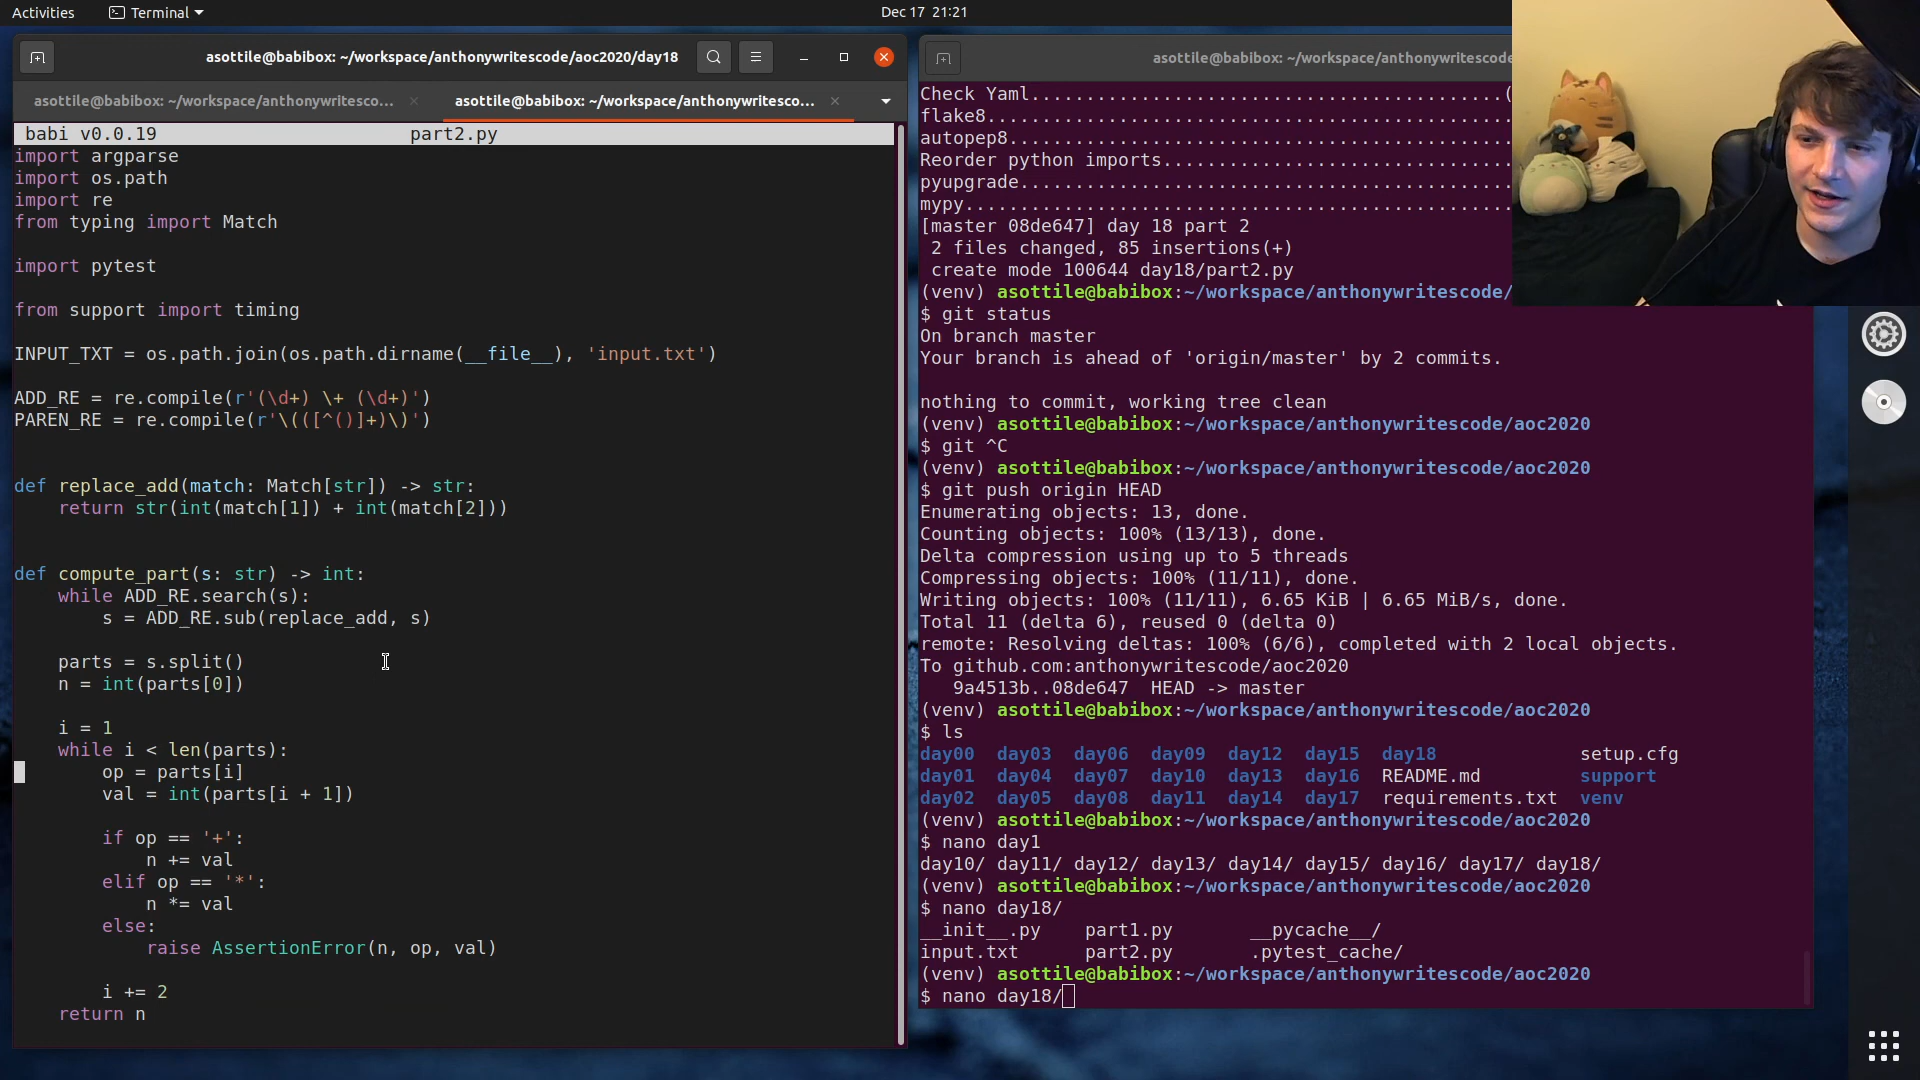 Activities
Terminal
Dec 17 21:21
asottile@babibox: ~/workspace/anthonywritescode/aoc2020/day18
asottile@babibox: ~/workspace/anthonywritesco...
asottile@babibox: ~/workspace/anthonywritesco...
babi v0.0.19 part2.py
import argparse
import os.path
import re
from typing import Match
import pytest
from support import timing
INPUT_TXT = os.path.join(os.path.dirname(__file__), 'input.txt')
ADD_RE = re.compile(r'(\d+) \+ (\d+)')
PAREN_RE = re.compile(r'\(([^()]+)\)')
def replace_add(match: Match[str]) -> str:
return str(int(match[1]) + int(match[2]))
def compute_part(s: str) -> int:
while ADD_RE.search(s):
s = ADD_RE.sub(replace_add, s)
parts = s.split()
n = int(parts[0])
i = 1
while i < len(parts):
op = parts[i]
val = int(parts[i + 1])
if op == '+':
n += val
elif op == '*':
n *= val
else:
raise AssertionError(n, op, val)
i += 2
return n
asottile@babibox: ~/workspace/anthonywritescode
Check Yaml....................................................(
flake8........................................................
autopep8......................................................
Reorder python imports........................................
pyupgrade.....................................................
mypy..........................................................
[master 08de647] day 18 part 2
2 files changed, 85 insertions(+)
create mode 100644 day18/part2.py
(venv) asottile@babibox:~/workspace/anthonywritescode/
$ git status
On branch master
Your branch is ahead of 'origin/master' by 2 commits.
nothing to commit, working tree clean
(venv) asottile@babibox:~/workspace/anthonywritescode/aoc2020
$ git ^C
(venv) asottile@babibox:~/workspace/anthonywritescode/aoc2020
$ git push origin HEAD
Enumerating objects: 13, done.
Counting objects: 100% (13/13), done.
Delta compression using up to 5 threads
Compressing objects: 100% (11/11), done.
Writing objects: 100% (11/11), 6.65 KiB | 6.65 MiB/s, done.
Total 11 (delta 6), reused 0 (delta 0)
remote: Resolving deltas: 100% (6/6), completed with 2 local objects.
To github.com:anthonywritescode/aoc2020
9a4513b..08de647 HEAD -> master
(venv) asottile@babibox:~/workspace/anthonywritescode/aoc2020
$ ls
day00 day03 day06 day09 day12 day15 day18 setup.cfg
day01 day04 day07 day10 day13 day16 README.md support
day02 day05 day08 day11 day14 day17 requirements.txt venv
(venv) asottile@babibox:~/workspace/anthonywritescode/aoc2020
$ nano day1
day10/ day11/ day12/ day13/ day14/ day15/ day16/ day17/ day18/
(venv) asottile@babibox:~/workspace/anthonywritescode/aoc2020
$ nano day18/
__init__.py part1.py __pycache__/
input.txt part2.py .pytest_cache/
(venv) asottile@babibox:~/workspace/anthonywritescode/aoc2020
$ nano day18/